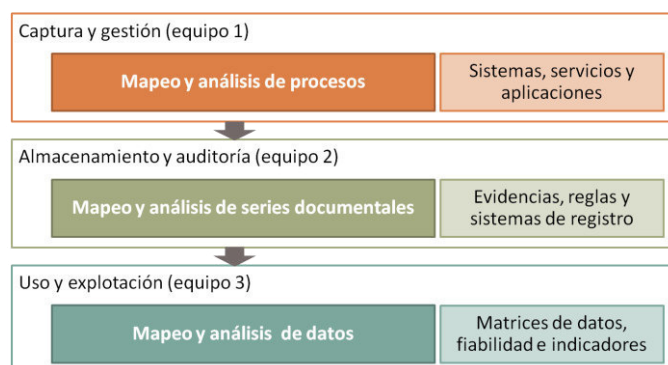 Captura y gestión (equipo 1)
Mapeo y análisis de procesos
Sistemas, servicios y
aplicaciones
Almacenamiento y auditoría (equipo 2)
Mapeo y análisis de series documentales
Evidencias, reglas y
sistemas de registro
Uso y explotación (equipo 3)
Mapeo y análisis de datos
Matrices de datos,
fiabilidad e indicadores